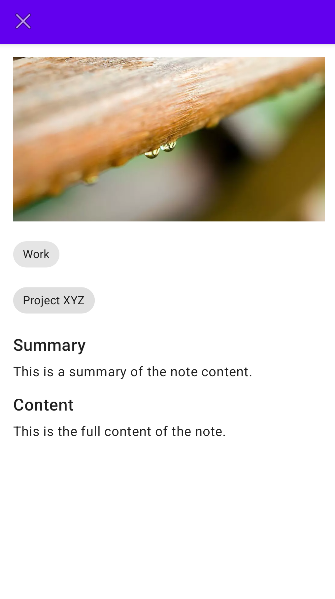 Work
Project XYZ
Summary
This is a summary of the note content.
Content
This is the full content of the note.